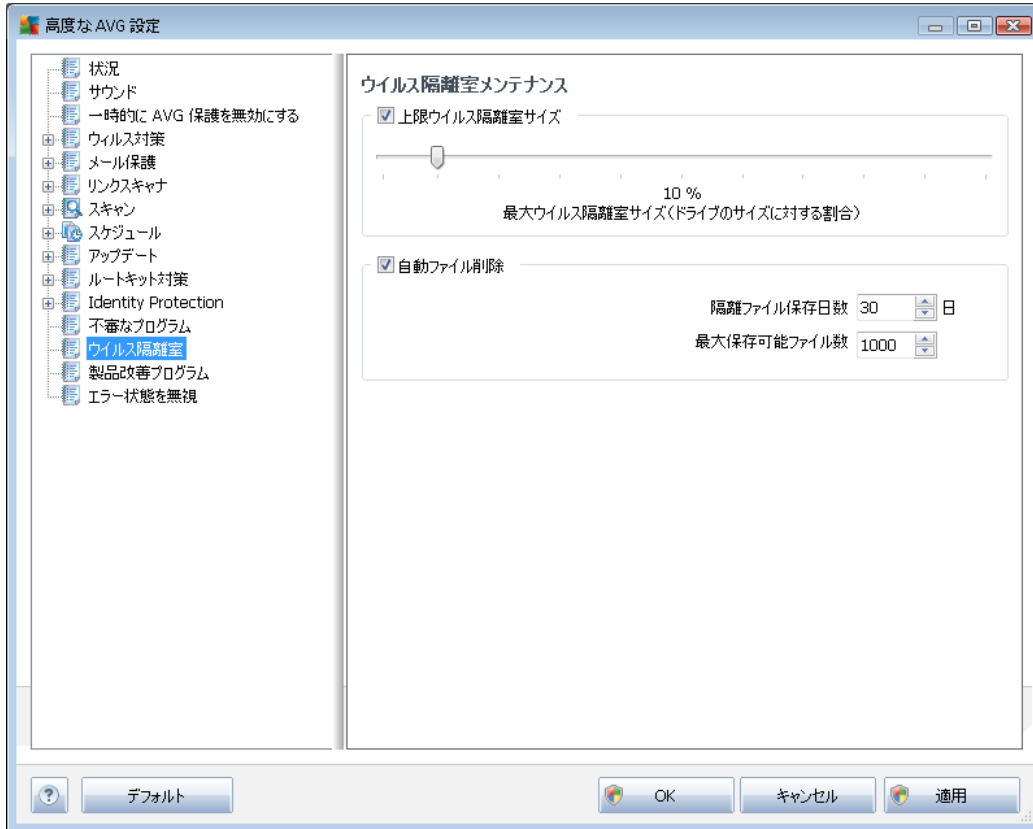 高度な AVG 設定
状況
サウンド
一時的に AVG 保護を無効にする
ウィルス対策
メール保護
リンクスキャナ
スキャン
スケジュール
アップデート
ルートキット対策
Identity Protection
不審なプログラム
ウイルス隔離室
製品改善プログラム
エラー状態を無視
ウイルス隔離室メンテナンス
上限ウイルス隔離室サイズ
10 %
最大ウイルス隔離室サイズ(ドライブのサイズに対する割合)
自動ファイル削除
隔離ファイル保存日数 30 日
最大保存可能ファイル数 1000
? デフォルト OK キャンセル 適用